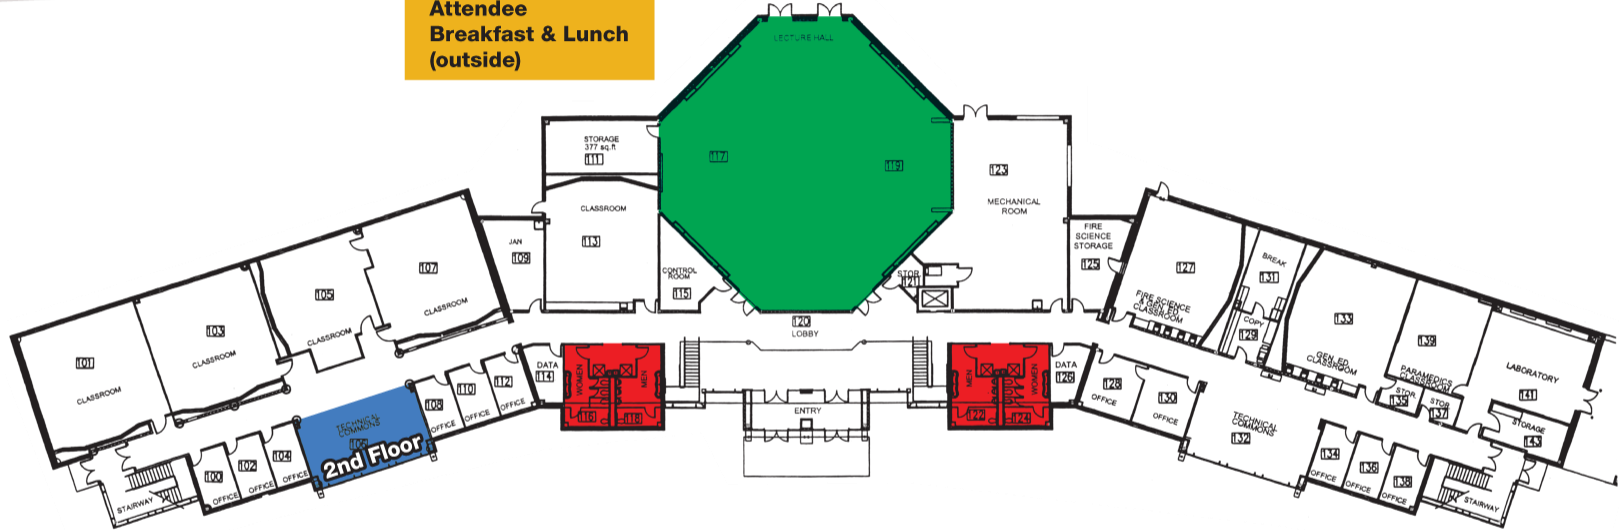 Attendee
Breakfast & Lunch
(outside)
LECTURE HALL
117
119
STORAGE
377 sq.ft
111
CLASSROOM
113
CONTROL
ROOM
115
JAN
109
123
MECHANICAL
ROOM
STOR.
121
FIRE
SCIENCE
STORAGE
125
127
FIRE SCIENCE
& GEN. ED.
CLASSROOM
BREAK
131
COPY
129
133
GEN. ED.
CLASSROOM
139
PARAMEDICS
CLASSROOM
STOR.
135
STOR.
137
LABORATORY
141
STORAGE
143
107
CLASSROOM
105
CLASSROOM
103
CLASSROOM
101
CLASSROOM
120
LOBBY
ENTRY
DATA
114
WOMEN
116
MEN
118
MEN
122
WOMEN
124
DATA
126
128
OFFICE
130
OFFICE
TECHNICAL
COMMONS
132
134
OFFICE
136
OFFICE
138
OFFICE
STAIRWAY
112
OFFICE
110
OFFICE
108
OFFICE
TECHNICAL
COMMONS
106
2nd Floor
104
OFFICE
102
OFFICE
100
OFFICE
STAIRWAY